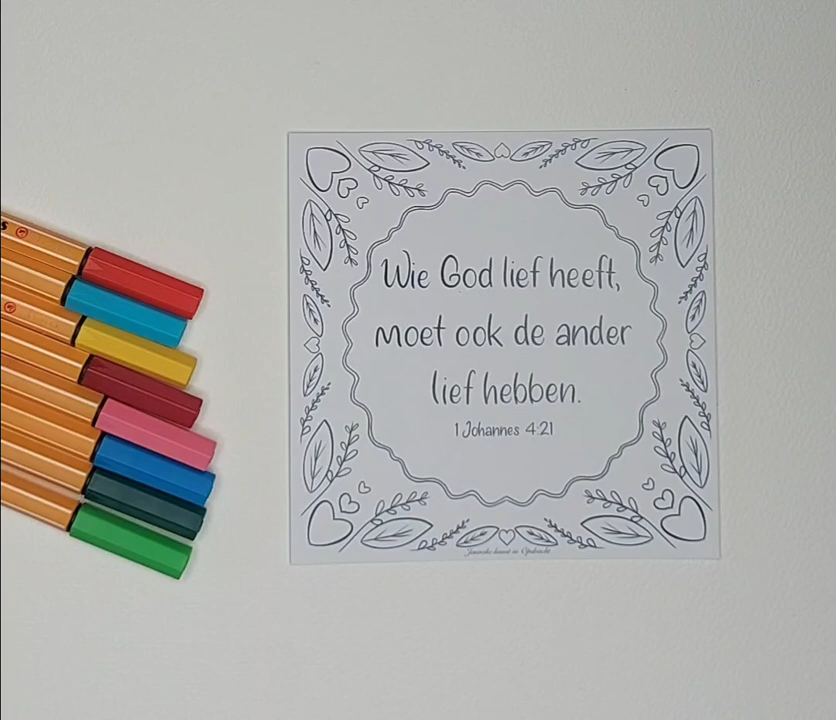 Wie God lief heeft,
moet ook de ander
lief hebben.
1 Johannes 4:21